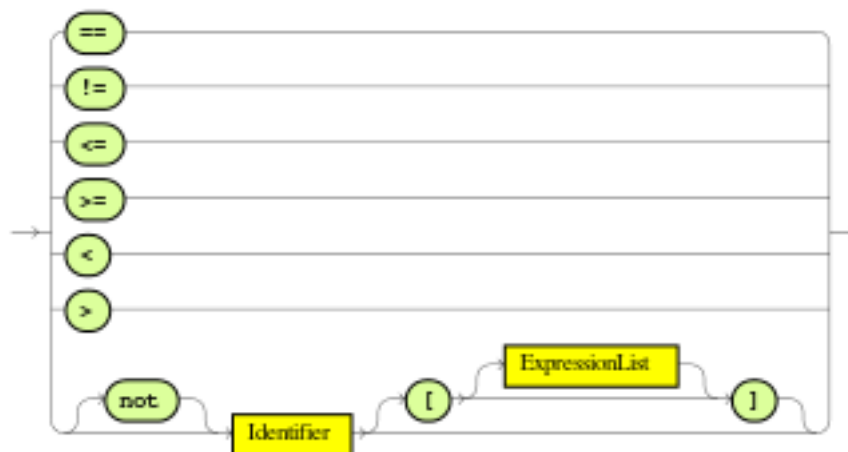 ==
!=
<=
>=
<
>
ExpressionList
not [ ]
Identifier